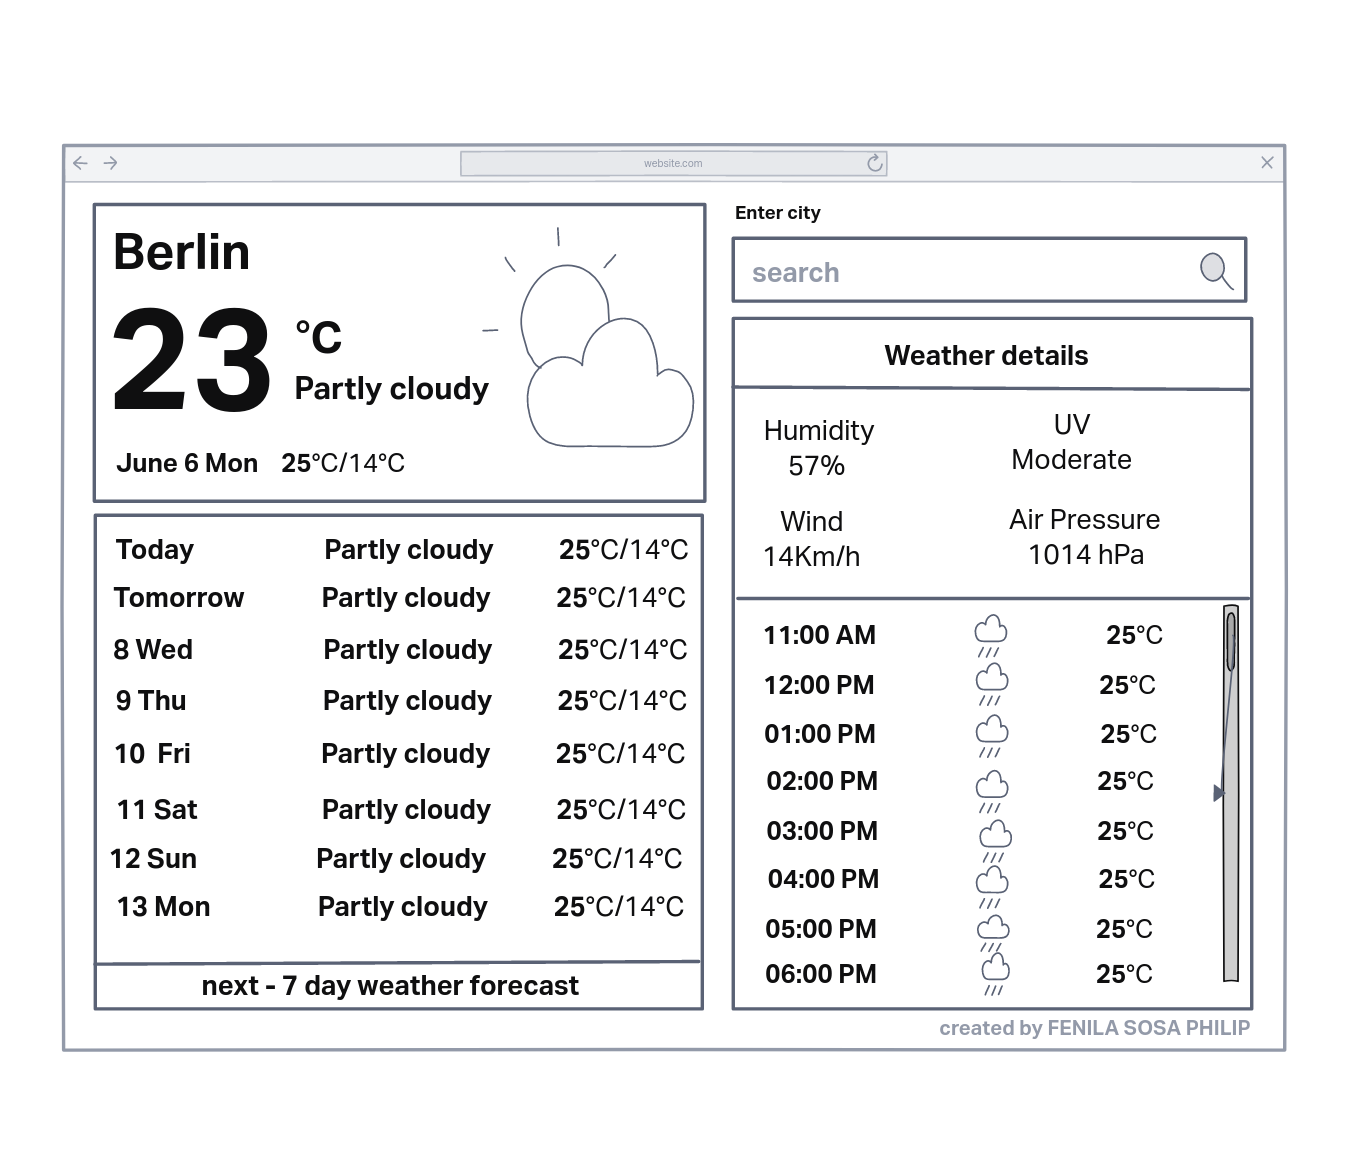 website.com
Berlin
23 °C
Partly cloudy
June 6 Mon 25°C/14°C
Today Partly cloudy 25°C/14°C
Tomorrow Partly cloudy 25°C/14°C
8 Wed Partly cloudy 25°C/14°C
9 Thu Partly cloudy 25°C/14°C
10 Fri Partly cloudy 25°C/14°C
11 Sat Partly cloudy 25°C/14°C
12 Sun Partly cloudy 25°C/14°C
13 Mon Partly cloudy 25°C/14°C
next - 7 day weather forecast
Enter city
search
Weather details
Humidity
57%
UV
Moderate
Wind
14Km/h
Air Pressure
1014 hPa
11:00 AM 25°C
12:00 PM 25°C
01:00 PM 25°C
02:00 PM 25°C
03:00 PM 25°C
04:00 PM 25°C
05:00 PM 25°C
06:00 PM 25°C
created by FENILA SOSA PHILIP